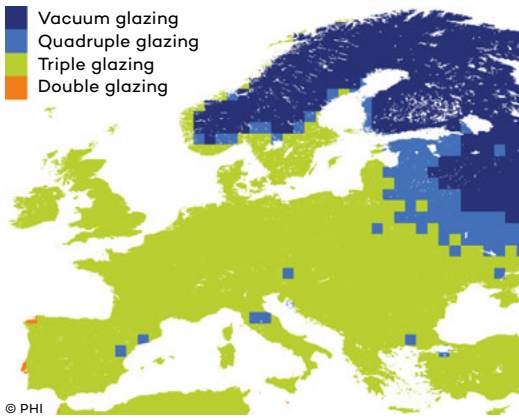 Vacuum glazing
Quadruple glazing
Triple glazing
Double glazing
© PHI